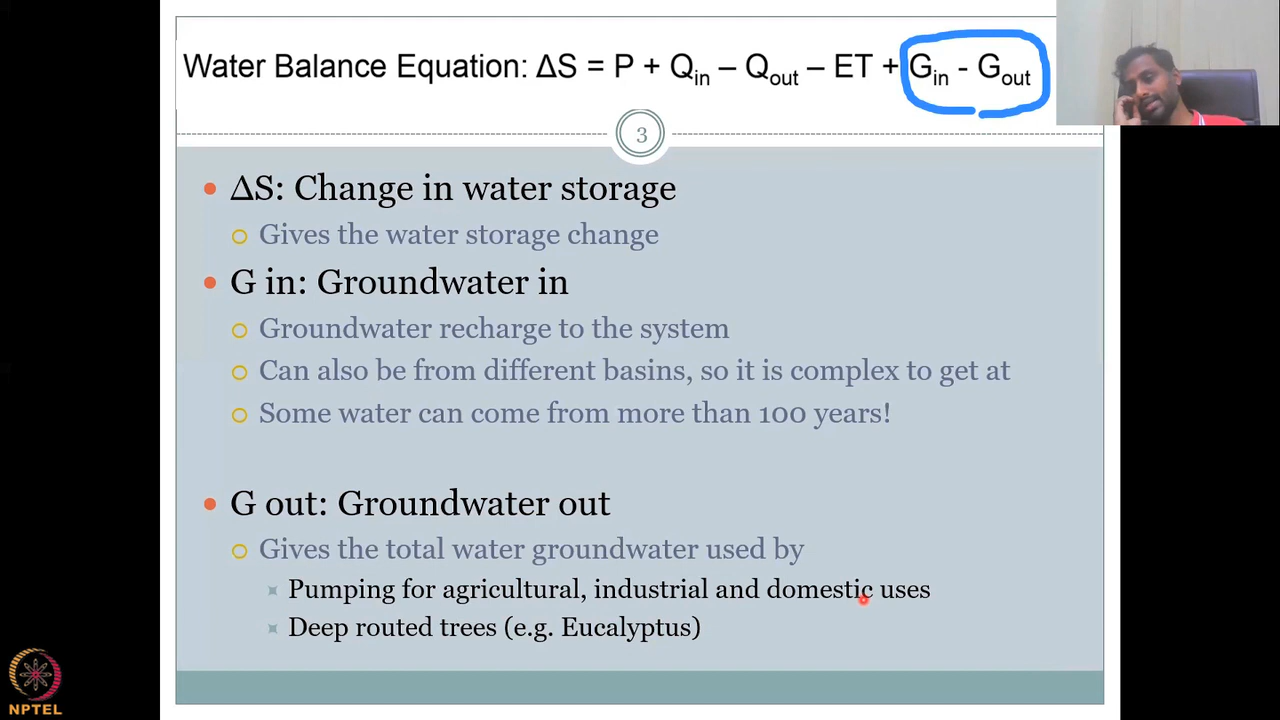 Water Balance Equation: ΔS = P + Qin – Qout – ET + Gin - Gout
3
ΔS: Change in water storage
Gives the water storage change
G in: Groundwater in
Groundwater recharge to the system
Can also be from different basins, so it is complex to get at
Some water can come from more than 100 years!
G out: Groundwater out
Gives the total water groundwater used by
Pumping for agricultural, industrial and domestic uses
Deep routed trees (e.g. Eucalyptus)
NPTEL